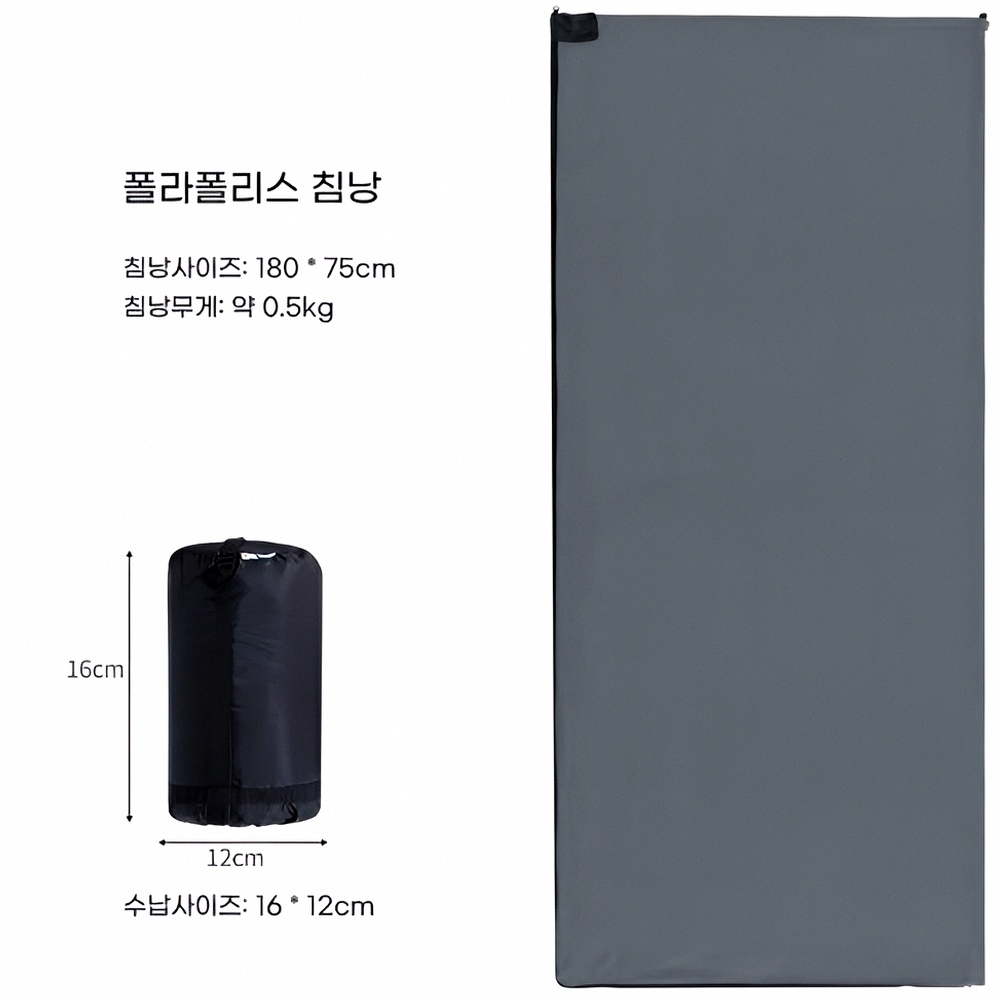 폴라폴리스 침낭
침낭사이즈: 180 * 75cm
침낭무게: 약 0.5kg
16cm
12cm
수납사이즈: 16 * 12cm